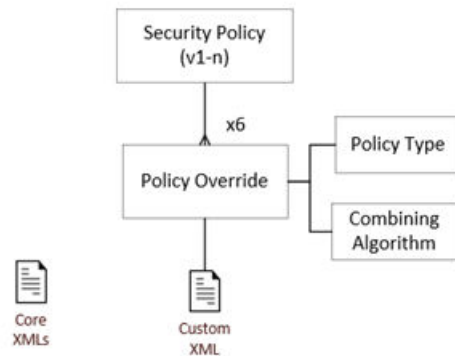 Security Policy
(v1-n)
x6
Policy Override
Policy Type
Combining
Algorithm
Core
XMLs
Custom
XML